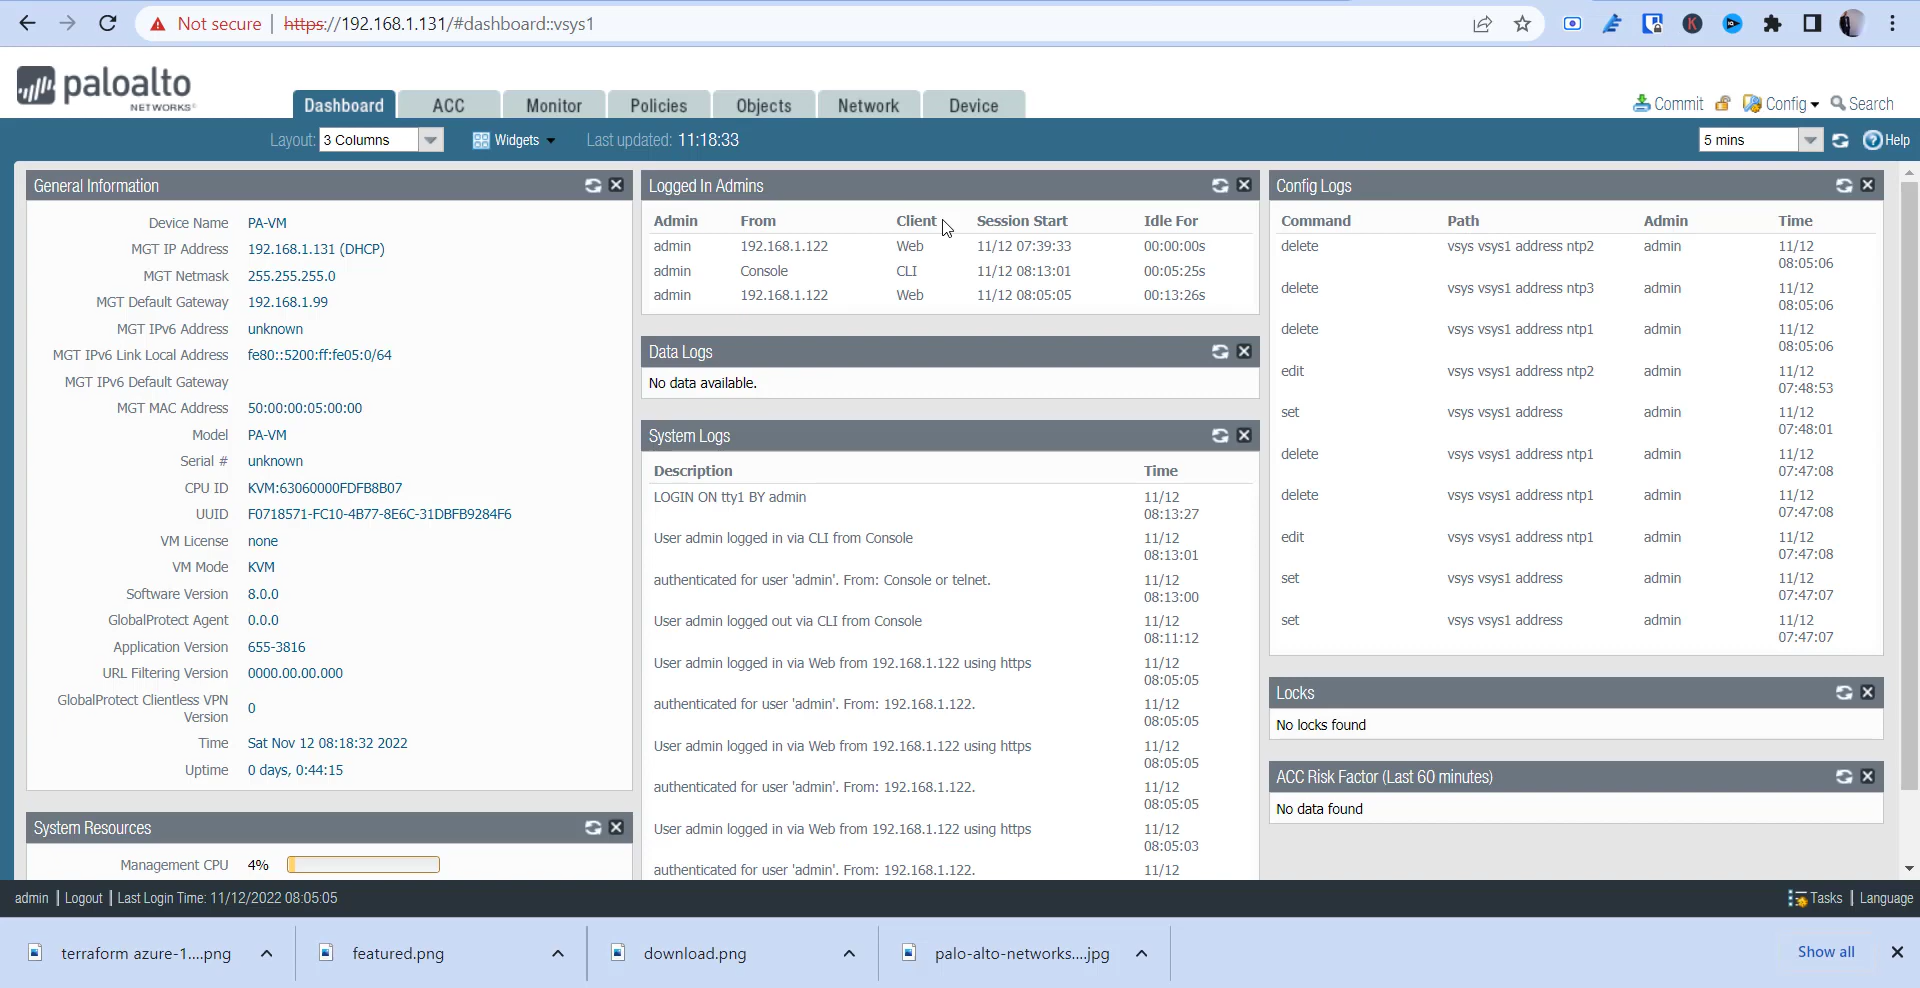 Not secure | https://192.168.1.131/#dashboard::vsys1
paloalto
NETWORKS
Dashboard ACC Monitor Policies Objects Network Device
Commit Config Search
Layout: 3 Columns Widgets Last updated: 11:18:33 5 mins Help
General Information
Device Name PA-VM
MGT IP Address 192.168.1.131 (DHCP)
MGT Netmask 255.255.255.0
MGT Default Gateway 192.168.1.99
MGT IPv6 Address unknown
MGT IPv6 Link Local Address fe80::5200:ff:fe05:0/64
MGT IPv6 Default Gateway
MGT MAC Address 50:00:00:05:00:00
Model PA-VM
Serial # unknown
CPU ID KVM:63060000FDFB8B07
UUID F0718571-FC10-4B77-8E6C-31DBFB9284F6
VM License none
VM Mode KVM
Software Version 8.0.0
GlobalProtect Agent 0.0.0
Application Version 655-3816
URL Filtering Version 0000.00.00.000
GlobalProtect Clientless VPN
Version 0
Time Sat Nov 12 08:18:32 2022
Uptime 0 days, 0:44:15
System Resources
Management CPU 4%
Logged In Admins
Admin From Client Session Start Idle For
admin 192.168.1.122 Web 11/12 07:39:33 00:00:00s
admin Console CLI 11/12 08:13:01 00:05:25s
admin 192.168.1.122 Web 11/12 08:05:05 00:13:26s
Data Logs
No data available.
System Logs
Description Time
LOGIN ON tty1 BY admin 11/12
08:13:27
User admin logged in via CLI from Console 11/12
08:13:01
authenticated for user 'admin'. From: Console or telnet. 11/12
08:13:00
User admin logged out via CLI from Console 11/12
08:11:12
User admin logged in via Web from 192.168.1.122 using https 11/12
08:05:05
authenticated for user 'admin'. From: 192.168.1.122. 11/12
08:05:05
User admin logged in via Web from 192.168.1.122 using https 11/12
08:05:05
authenticated for user 'admin'. From: 192.168.1.122. 11/12
08:05:05
User admin logged in via Web from 192.168.1.122 using https 11/12
08:05:03
authenticated for user 'admin'. From: 192.168.1.122. 11/12
Config Logs
Command Path Admin Time
delete vsys vsys1 address ntp2 admin 11/12
08:05:06
delete vsys vsys1 address ntp3 admin 11/12
08:05:06
delete vsys vsys1 address ntp1 admin 11/12
08:05:06
edit vsys vsys1 address ntp2 admin 11/12
07:48:53
set vsys vsys1 address admin 11/12
07:48:01
delete vsys vsys1 address ntp1 admin 11/12
07:47:08
delete vsys vsys1 address ntp1 admin 11/12
07:47:08
edit vsys vsys1 address ntp1 admin 11/12
07:47:08
set vsys vsys1 address admin 11/12
07:47:07
set vsys vsys1 address admin 11/12
07:47:07
Locks
No locks found
ACC Risk Factor (Last 60 minutes)
No data found
admin | Logout | Last Login Time: 11/12/2022 08:05:05 Tasks | Language
terraform azure-1....png featured.png download.png palo-alto-networks....jpg Show all